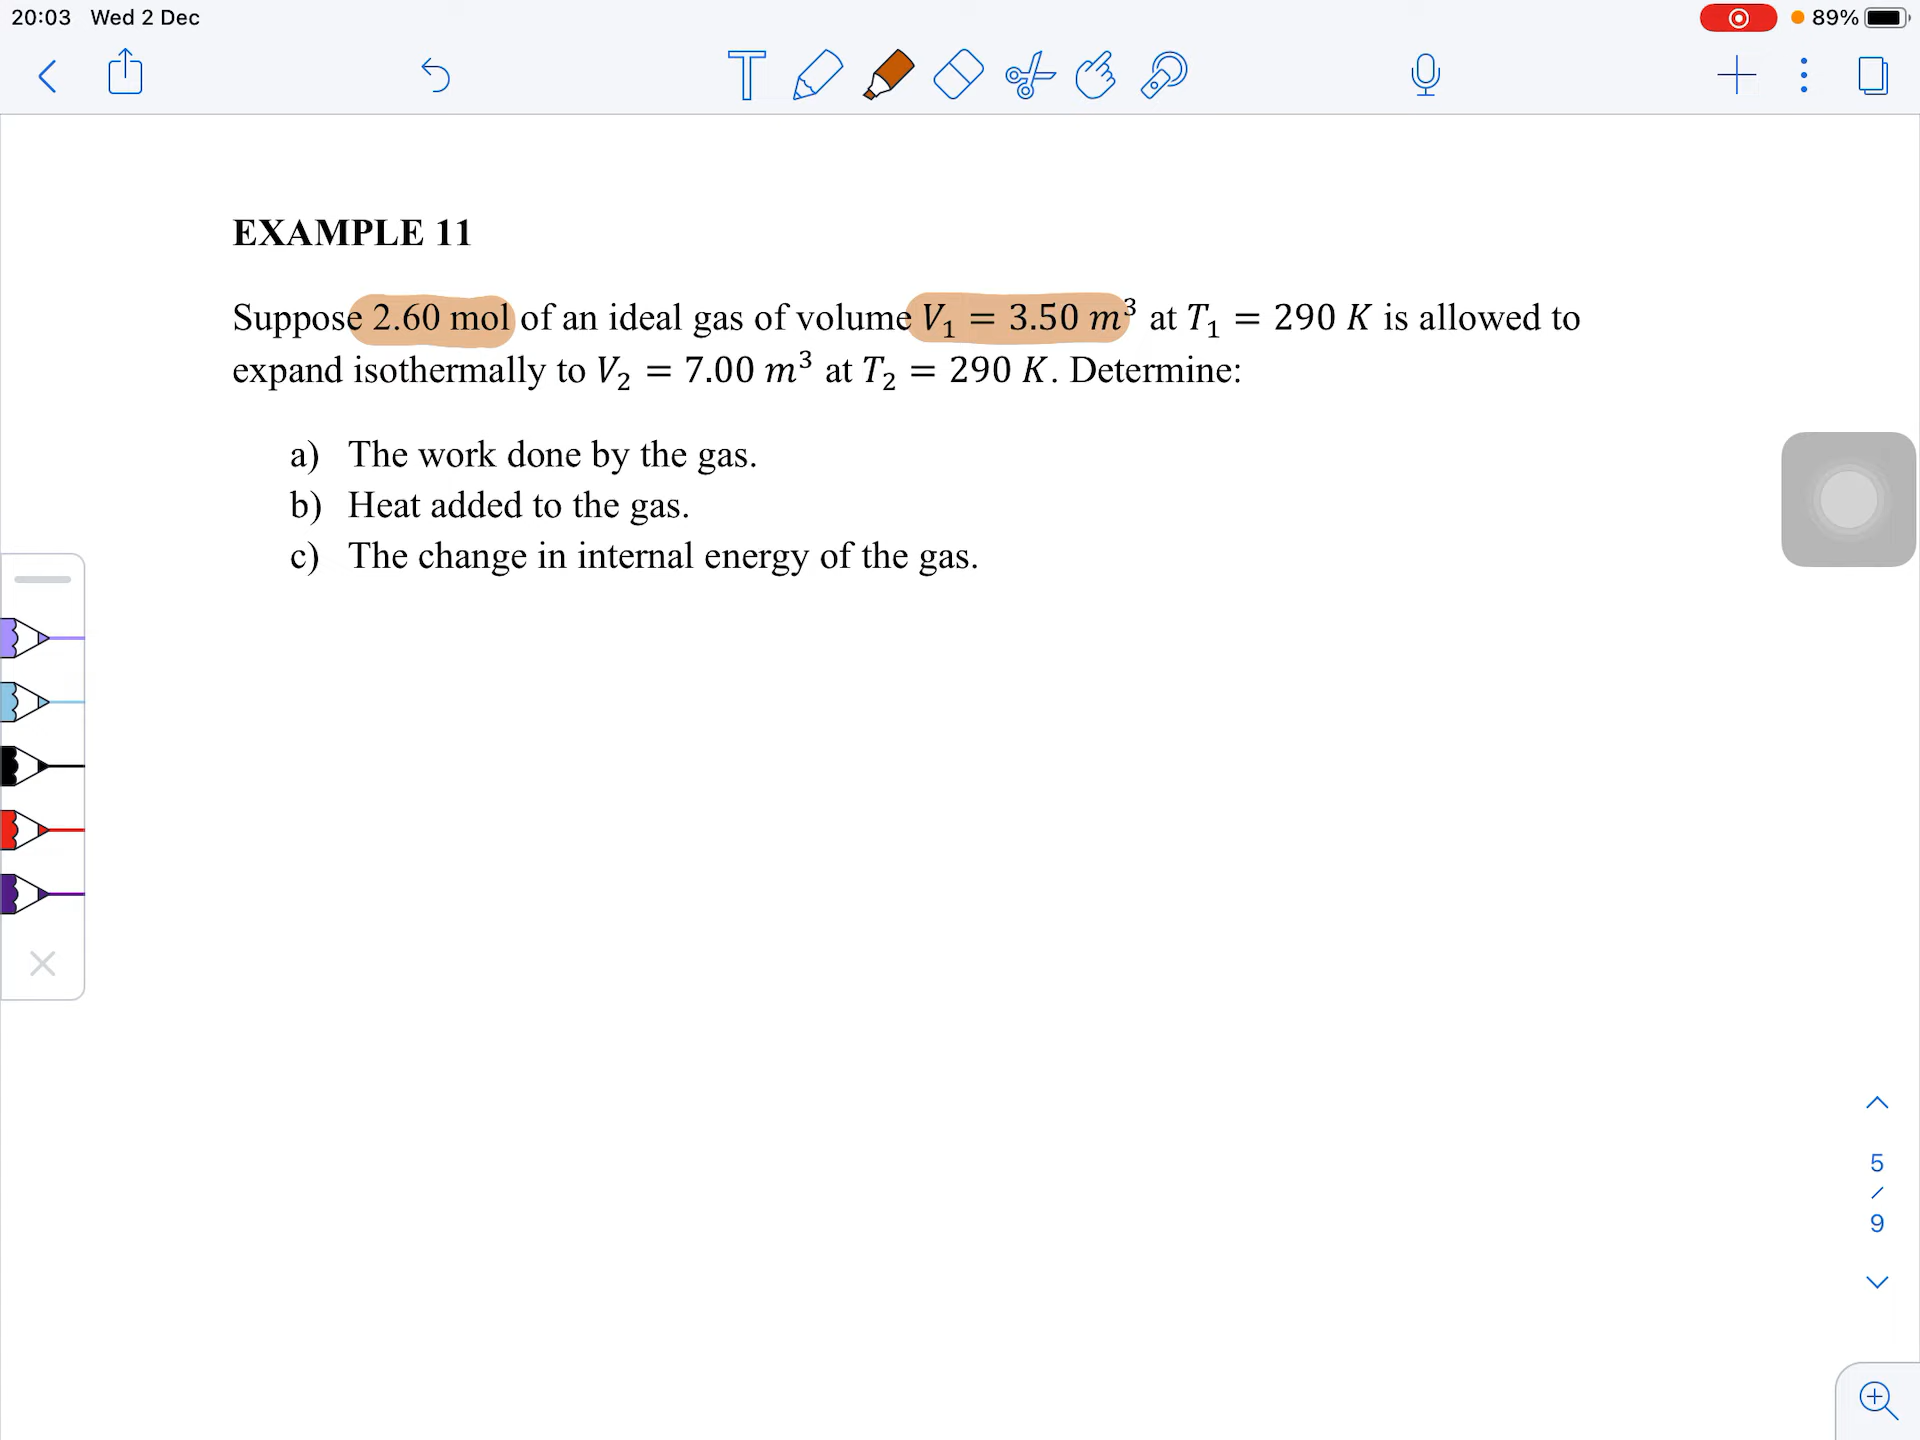 20:03 Wed 2 Dec
89%
EXAMPLE 11
Suppose 2.60 mol of an ideal gas of volume V₁ = 3.50 m³ at T₁ = 290 K is allowed to
expand isothermally to V₂ = 7.00 m³ at T₂ = 290 K. Determine:
a) The work done by the gas.
b) Heat added to the gas.
c) The change in internal energy of the gas.
5
/
9